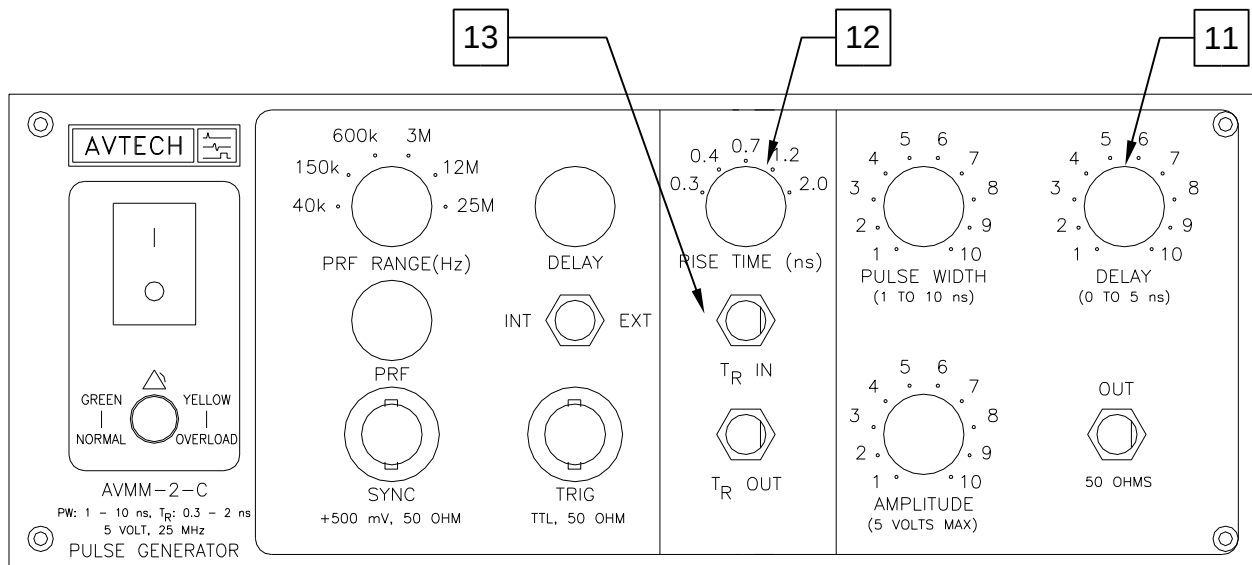 13
12
11
AVTECH
GREEN
|
NORMAL
YELLOW
|
OVERLOAD
AVMM-2-C
PW: 1 - 10 ns, TR: 0.3 - 2 ns
5 VOLT, 25 MHz
PULSE GENERATOR
40k
150k
600k
3M
12M
25M
PRF RANGE(Hz)
DELAY
INT
EXT
PRF
SYNC
+500 mV, 50 OHM
TRIG
TTL, 50 OHM
0.3
0.4
0.7
1.2
2.0
RISE TIME (ns)
TR IN
TR OUT
1
2
3
4
5
6
7
8
9
10
PULSE WIDTH
(1 TO 10 ns)
1
2
3
4
5
6
7
8
9
10
DELAY
(0 TO 5 ns)
1
2
3
4
5
6
7
8
9
10
AMPLITUDE
(5 VOLTS MAX)
OUT
50 OHMS